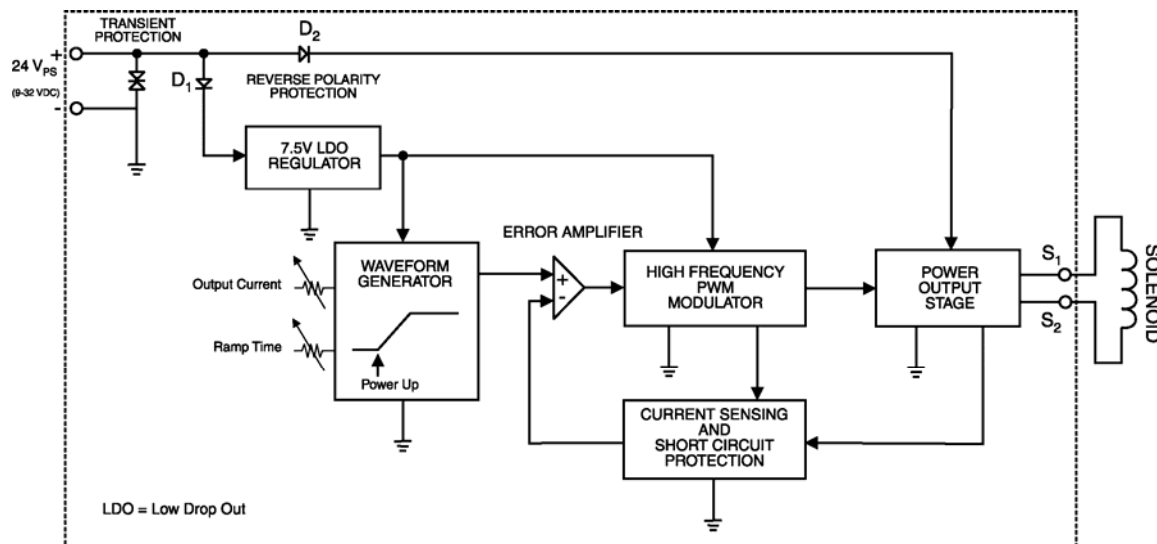 TRANSIENT
PROTECTION
D2
+
24 VPS
(9-32 VDC)
-
D1
REVERSE POLARITY
PROTECTION
7.5V LDO
REGULATOR
ERROR AMPLIFIER
WAVEFORM
GENERATOR
Output Current
Ramp Time
Power Up
+
-
HIGH FREQUENCY
PWM
MODULATOR
POWER
OUTPUT
STAGE
S1
S2
SOLENOID
CURRENT SENSING
AND
SHORT CIRCUIT
PROTECTION
LDO = Low Drop Out